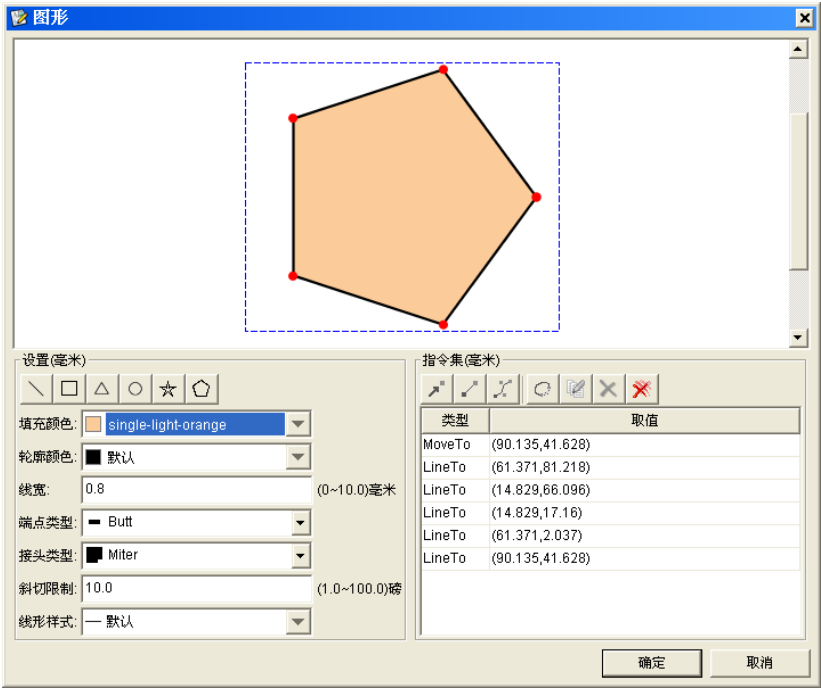 图形
设置(毫米)
填充颜色: single-light-orange
轮廓颜色: 默认
线宽: 0.8 (0~10.0)毫米
端点类型: Butt
接头类型: Miter
斜切限制: 10.0 (1.0~100.0)磅
线形样式: 默认
指令集(毫米)
类型 取值
MoveTo (90.135,41.628)
LineTo (61.371,81.218)
LineTo (14.829,66.096)
LineTo (14.829,17.16)
LineTo (61.371,2.037)
LineTo (90.135,41.628)
确定 取消